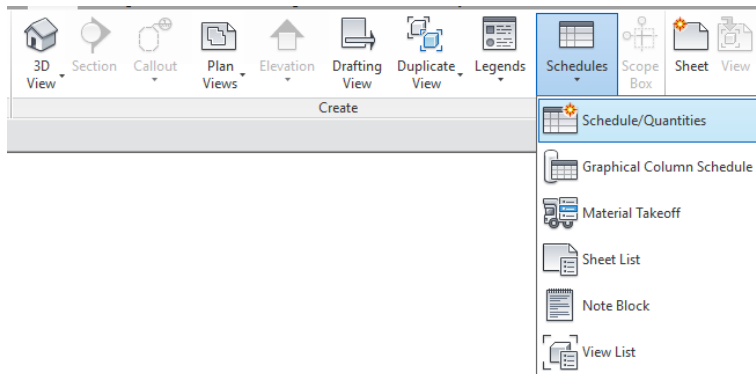 3D
View
Section
Callout
Plan
Views
Elevation
Drafting
View
Duplicate
View
Legends
Schedules
Scope
Box
Sheet
View
Create
Schedule/Quantities
Graphical Column Schedule
Material Takeoff
Sheet List
Note Block
View List